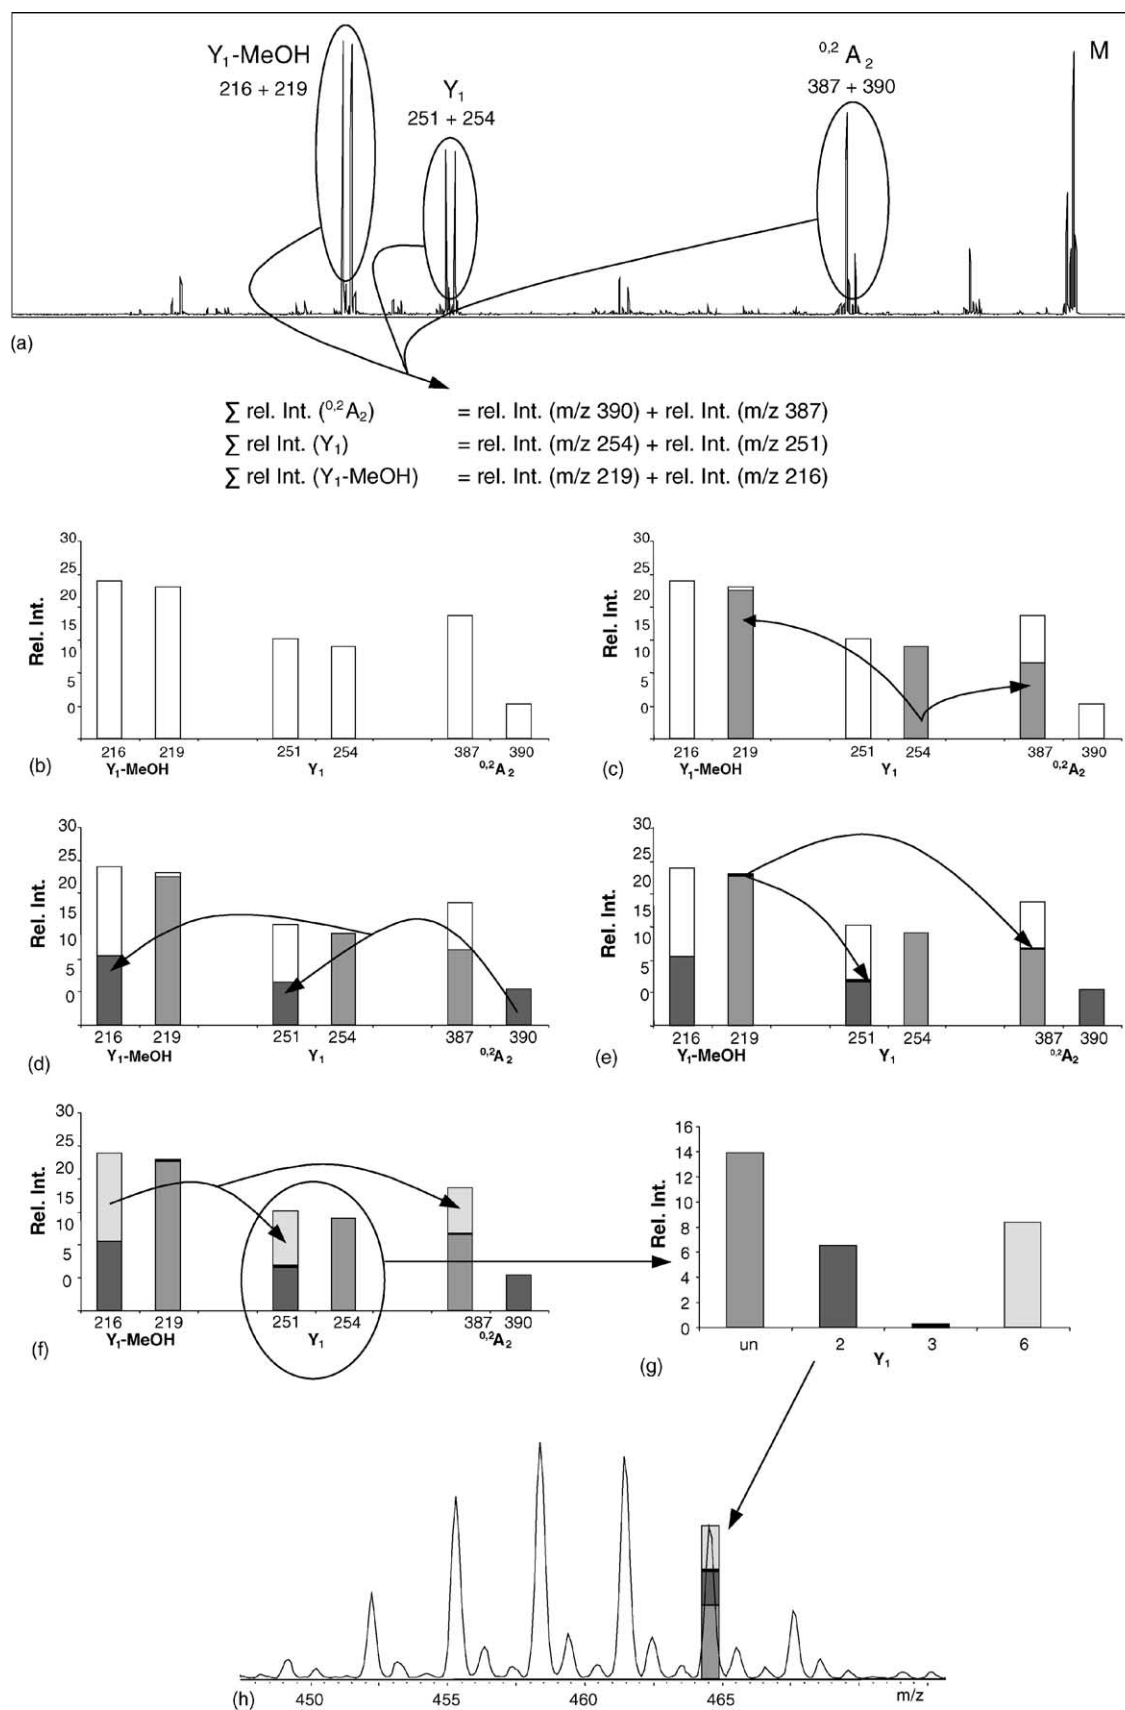 Y₁-MeOH
216 + 219
Y₁
251 + 254
⁰,²A₂
387 + 390
M
(a)
∑ rel. Int. (⁰,²A₂) = rel. Int. (m/z 390) + rel. Int. (m/z 387)
∑ rel Int. (Y₁) = rel. Int. (m/z 254) + rel. Int. (m/z 251)
∑ rel Int. (Y₁-MeOH) = rel. Int. (m/z 219) + rel. Int. (m/z 216)
Rel. Int.
30
25
20
15
10
5
0
216 219 251 254 387 390
Y₁-MeOH Y₁ ⁰,²A₂
(b)
Rel. Int.
30
25
20
15
10
5
0
216 219 251 254 387 390
Y₁-MeOH Y₁ ⁰,²A₂
(c)
Rel. Int.
30
25
20
15
10
5
0
216 219 251 254 387 390
Y₁-MeOH Y₁ ⁰,²A₂
(d)
Rel. Int.
30
25
20
15
10
5
0
216 219 251 254 387 390
Y₁-MeOH Y₁ ⁰,²A₂
(e)
Rel. Int.
30
25
20
15
10
5
0
216 219 251 254 387 390
Y₁-MeOH Y₁ ⁰,²A₂
(f)
Rel. Int.
16
14
12
10
8
6
4
2
0
un 2 3 6
Y₁
(g)
(h) 450 455 460 465 m/z